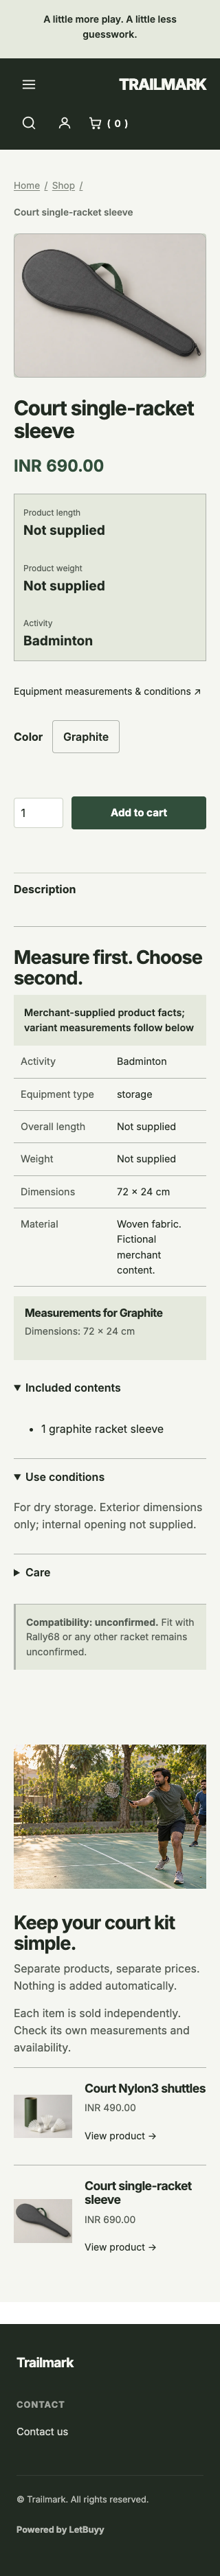 A little more play. A little less
guesswork.
TRAILMARK
( 0 )
Home / Shop /
Court single-racket sleeve
Court single-racket
sleeve
INR 690.00
Product length
Not supplied
Product weight
Not supplied
Activity
Badminton
Equipment measurements & conditions ↗
Color Graphite
1 Add to cart
Description
Measure first. Choose
second.
Merchant-supplied product facts;
variant measurements follow below
Activity Badminton
Equipment type storage
Overall length Not supplied
Weight Not supplied
Dimensions 72 × 24 cm
Material Woven fabric.
Fictional
merchant
content.
Measurements for Graphite
Dimensions: 72 × 24 cm
▼ Included contents
• 1 graphite racket sleeve
▼ Use conditions
For dry storage. Exterior dimensions
only; internal opening not supplied.
▶ Care
Compatibility: unconfirmed. Fit with
Rally68 or any other racket remains
unconfirmed.
Keep your court kit
simple.
Separate products, separate prices.
Nothing is added automatically.
Each item is sold independently.
Check its own measurements and
availability.
Court Nylon3 shuttles
INR 490.00
View product →
Court single-racket
sleeve
INR 690.00
View product →
Trailmark
CONTACT
Contact us
© Trailmark. All rights reserved.
Powered by LetBuyy